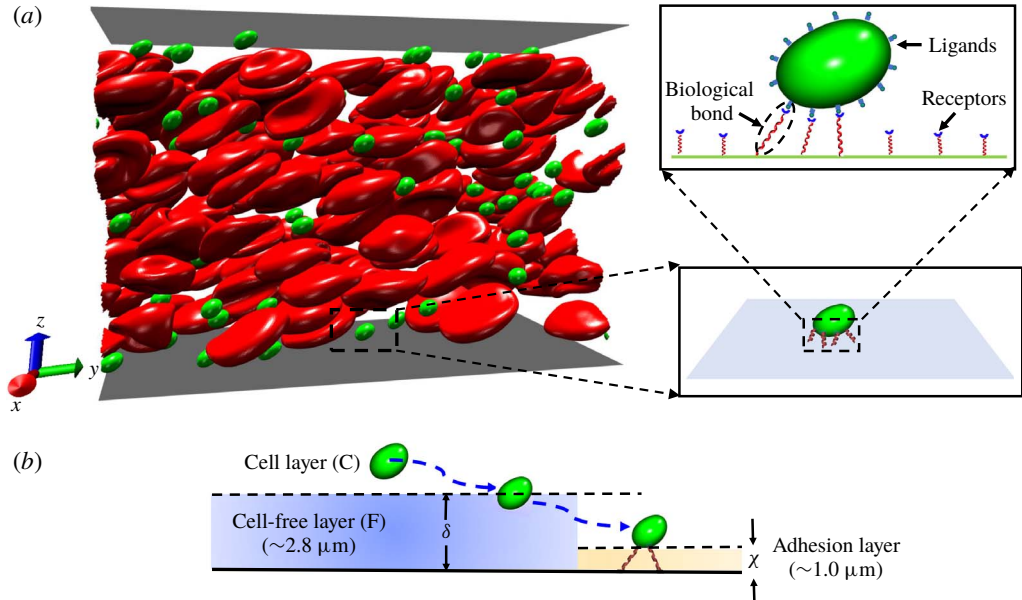 (a)
Ligands
Biological
bond
Receptors
z
y
x
(b)
Cell layer (C)
Cell-free layer (F)
(~2.8 μm)
δ
χ
Adhesion layer
(~1.0 μm)